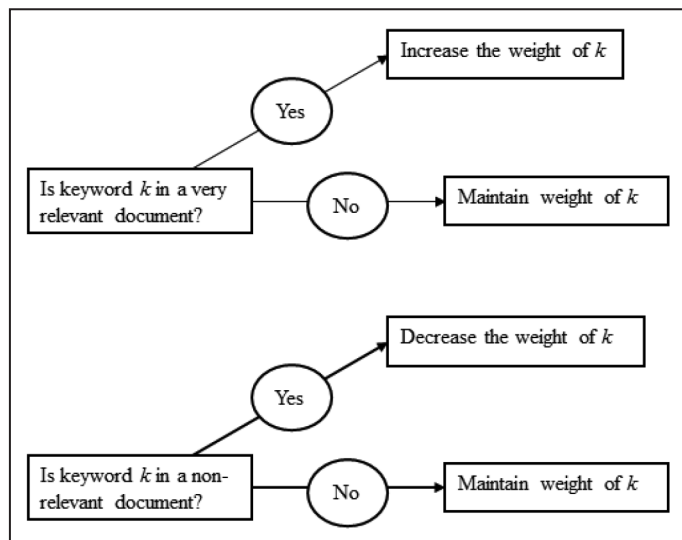 Increase the weight of k
Yes
Is keyword k in a very
relevant document?
No
Maintain weight of k
Decrease the weight of k
Yes
Is keyword k in a non-
relevant document?
No
Maintain weight of k